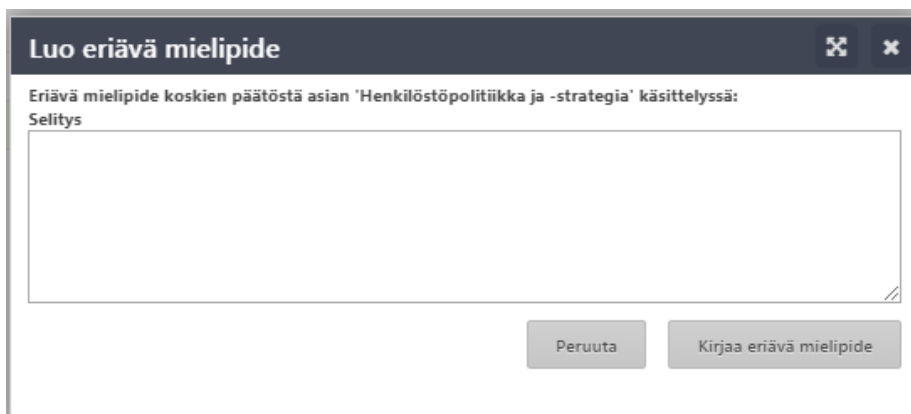 Luo eriävä mielipide
Eriävä mielipide koskien päätöstä asian 'Henkilöstöpolitiikka ja -strategia' käsittelyssä:
Selitys
Peruuta
Kirjaa eriävä mielipide